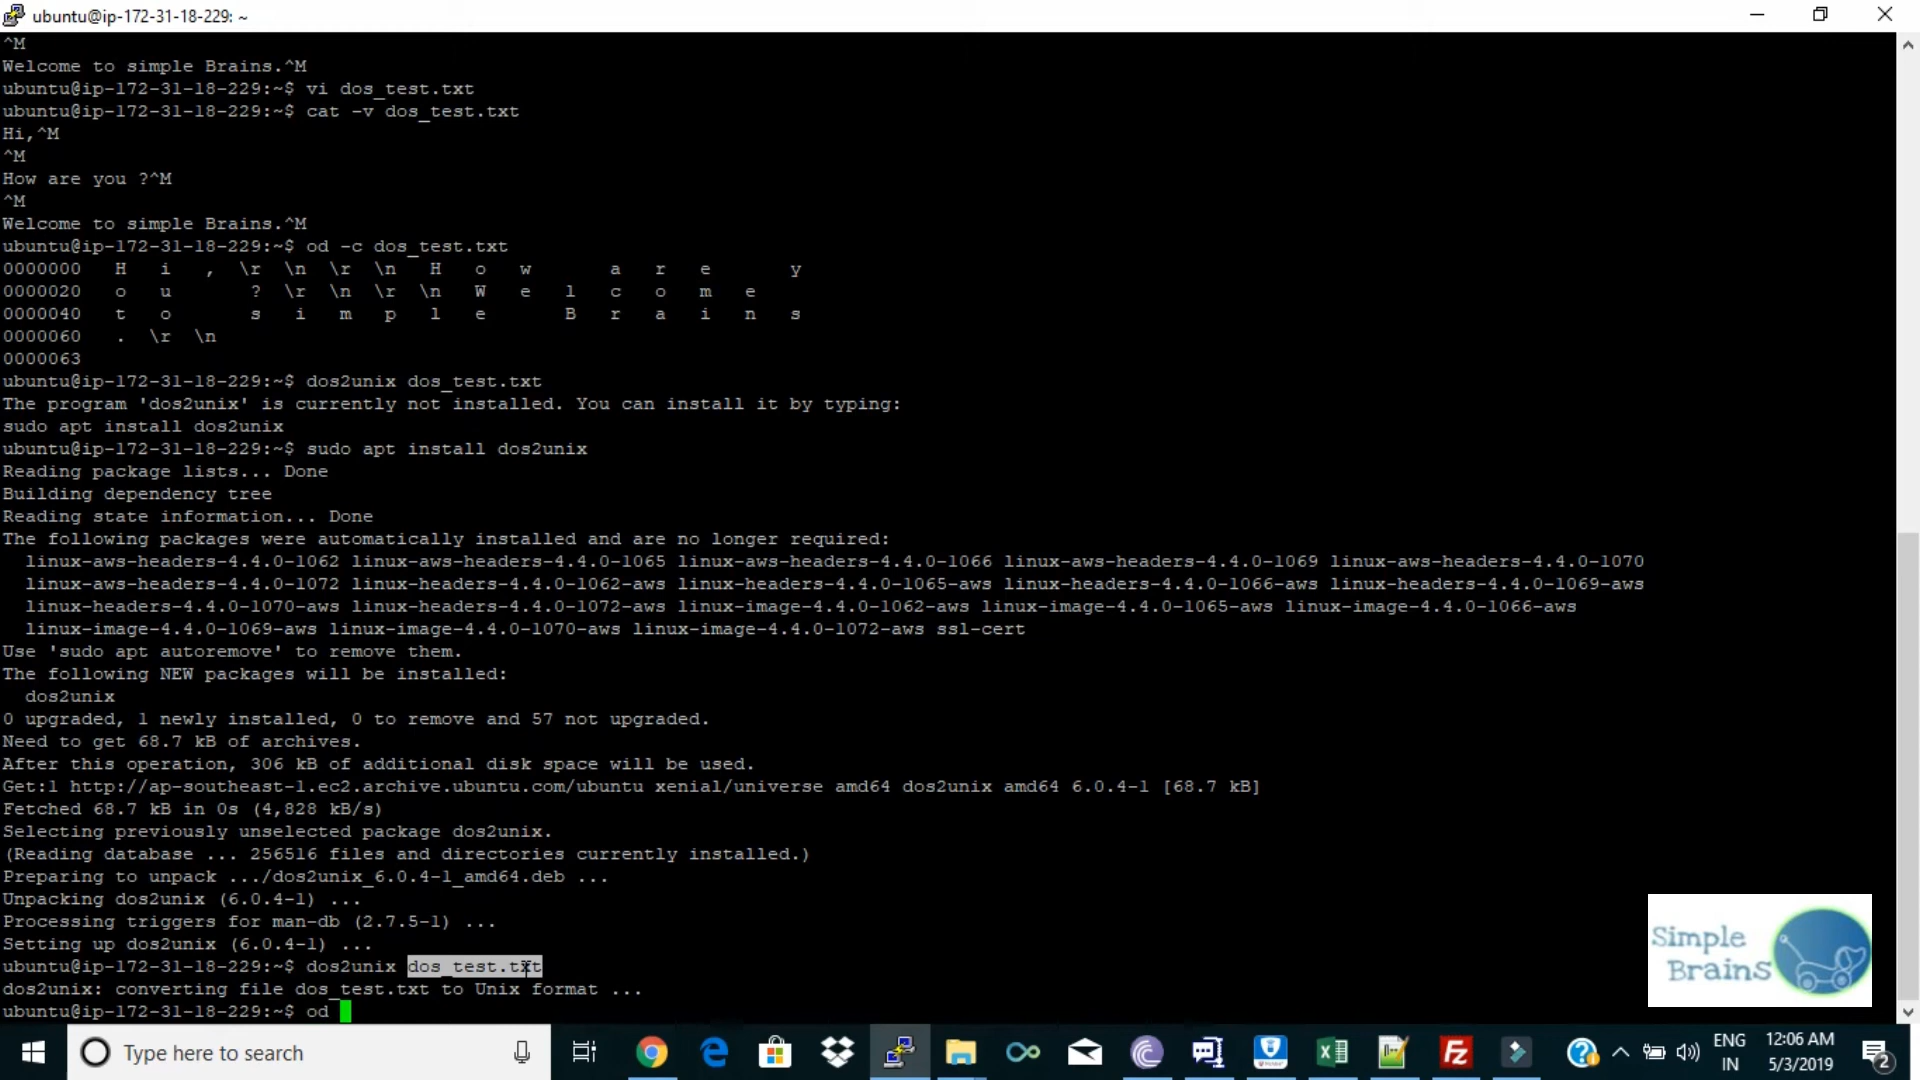 ubuntu@ip-172-31-18-229: ~
^M
Welcome to simple Brains.^M
ubuntu@ip-172-31-18-229:~$ vi dos_test.txt
ubuntu@ip-172-31-18-229:~$ cat -v dos_test.txt
Hi,^M
^M
How are you ?^M
^M
Welcome to simple Brains.^M
ubuntu@ip-172-31-18-229:~$ od -c dos_test.txt
0000000 H i , \r \n \r \n H o w a r e y
0000020 o u ? \r \n \r \n W e l c o m e
0000040 t o s i m p l e B r a i n s
0000060 . \r \n
0000063
ubuntu@ip-172-31-18-229:~$ dos2unix dos_test.txt
The program 'dos2unix' is currently not installed. You can install it by typing:
sudo apt install dos2unix
ubuntu@ip-172-31-18-229:~$ sudo apt install dos2unix
Reading package lists... Done
Building dependency tree
Reading state information... Done
The following packages were automatically installed and are no longer required:
linux-aws-headers-4.4.0-1062 linux-aws-headers-4.4.0-1065 linux-aws-headers-4.4.0-1066 linux-aws-headers-4.4.0-1069 linux-aws-headers-4.4.0-1070
linux-aws-headers-4.4.0-1072 linux-headers-4.4.0-1062-aws linux-headers-4.4.0-1065-aws linux-headers-4.4.0-1066-aws linux-headers-4.4.0-1069-aws
linux-headers-4.4.0-1070-aws linux-headers-4.4.0-1072-aws linux-image-4.4.0-1062-aws linux-image-4.4.0-1065-aws linux-image-4.4.0-1066-aws
linux-image-4.4.0-1069-aws linux-image-4.4.0-1070-aws linux-image-4.4.0-1072-aws ssl-cert
Use 'sudo apt autoremove' to remove them.
The following NEW packages will be installed:
dos2unix
0 upgraded, 1 newly installed, 0 to remove and 57 not upgraded.
Need to get 68.7 kB of archives.
After this operation, 306 kB of additional disk space will be used.
Get:1 http://ap-southeast-1.ec2.archive.ubuntu.com/ubuntu xenial/universe amd64 dos2unix amd64 6.0.4-1 [68.7 kB]
Fetched 68.7 kB in 0s (4,828 kB/s)
Selecting previously unselected package dos2unix.
(Reading database ... 256516 files and directories currently installed.)
Preparing to unpack .../dos2unix_6.0.4-1_amd64.deb ...
Unpacking dos2unix (6.0.4-1) ...
Processing triggers for man-db (2.7.5-1) ...
Setting up dos2unix (6.0.4-1) ...
ubuntu@ip-172-31-18-229:~$ dos2unix dos_test.txt
dos2unix: converting file dos_test.txt to Unix format ...
ubuntu@ip-172-31-18-229:~$ od
Simple
Brains
Type here to search
ENG
IN
12:06 AM
5/3/2019
2